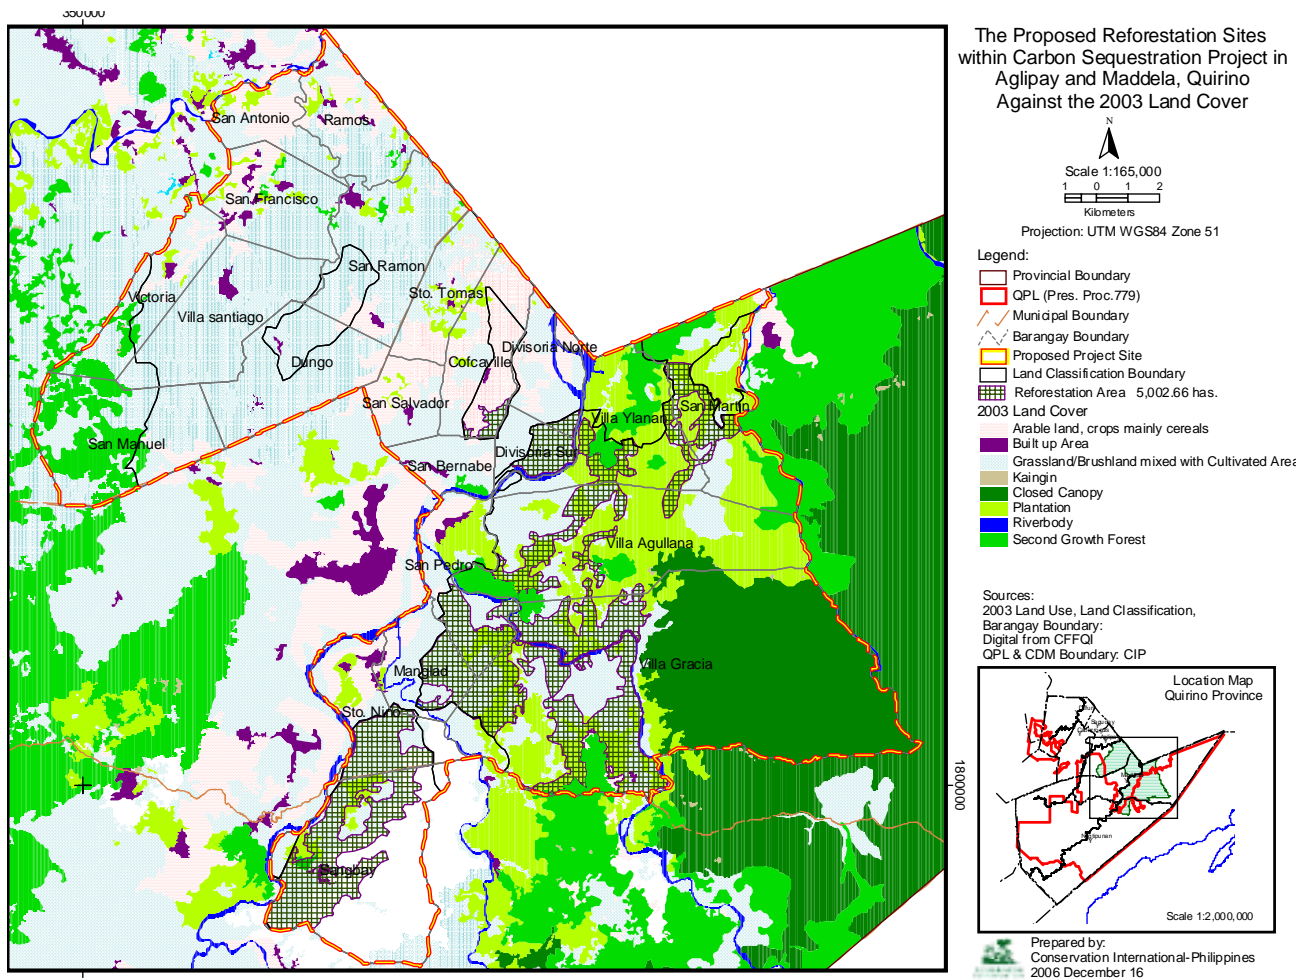 350000
The Proposed Reforestation Sites
within Carbon Sequestration Project in
Aglipay and Maddela, Quirino
Against the 2003 Land Cover
N
Scale 1:165,000
1 0 1 2
Kilometers
Projection: UTM WGS84 Zone 51
Legend:
Provincial Boundary
QPL (Pres. Proc.779)
Municipal Boundary
Barangay Boundary
Proposed Project Site
Land Classification Boundary
Reforestation Area 5,002.66 has.
2003 Land Cover
Arable land, crops mainly cereals
Built up Area
Grassland/Brushland mixed with Cultivated Area
Kaingin
Closed Canopy
Plantation
Riverbody
Second Growth Forest
Sources:
2003 Land Use, Land Classification,
Barangay Boundary:
Digital from CFFQI
QPL & CDM Boundary: CIP
Location Map
Quirino Province
Nagtipunan
Scale 1:2,000,000
Prepared by:
Conservation International-Philippines
2006 December 16
San Antonio
Ramos
San Francisco
San Ramon
Victoria
Sto. Tomas
Villa santiago
Divisoria Norte
Dungo
Cofcaville
San Salvador
San Martin
Villa Ylanan
San Manuel
Divisoria Sur
San Bernabe
Villa Agullana
San Pedro
Villa Gracia
Manglad
Sto. Nino
Sangbay
1800000